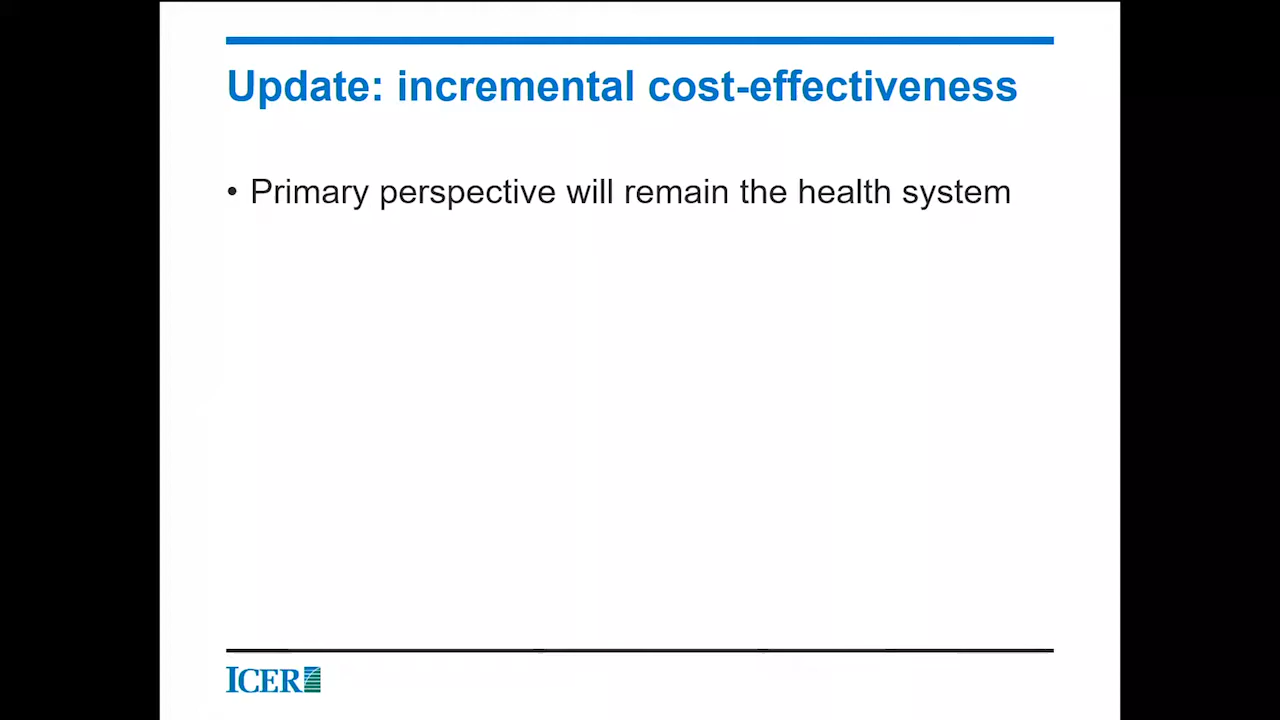 Update: incremental cost-effectiveness
• Primary perspective will remain the health system
ICER